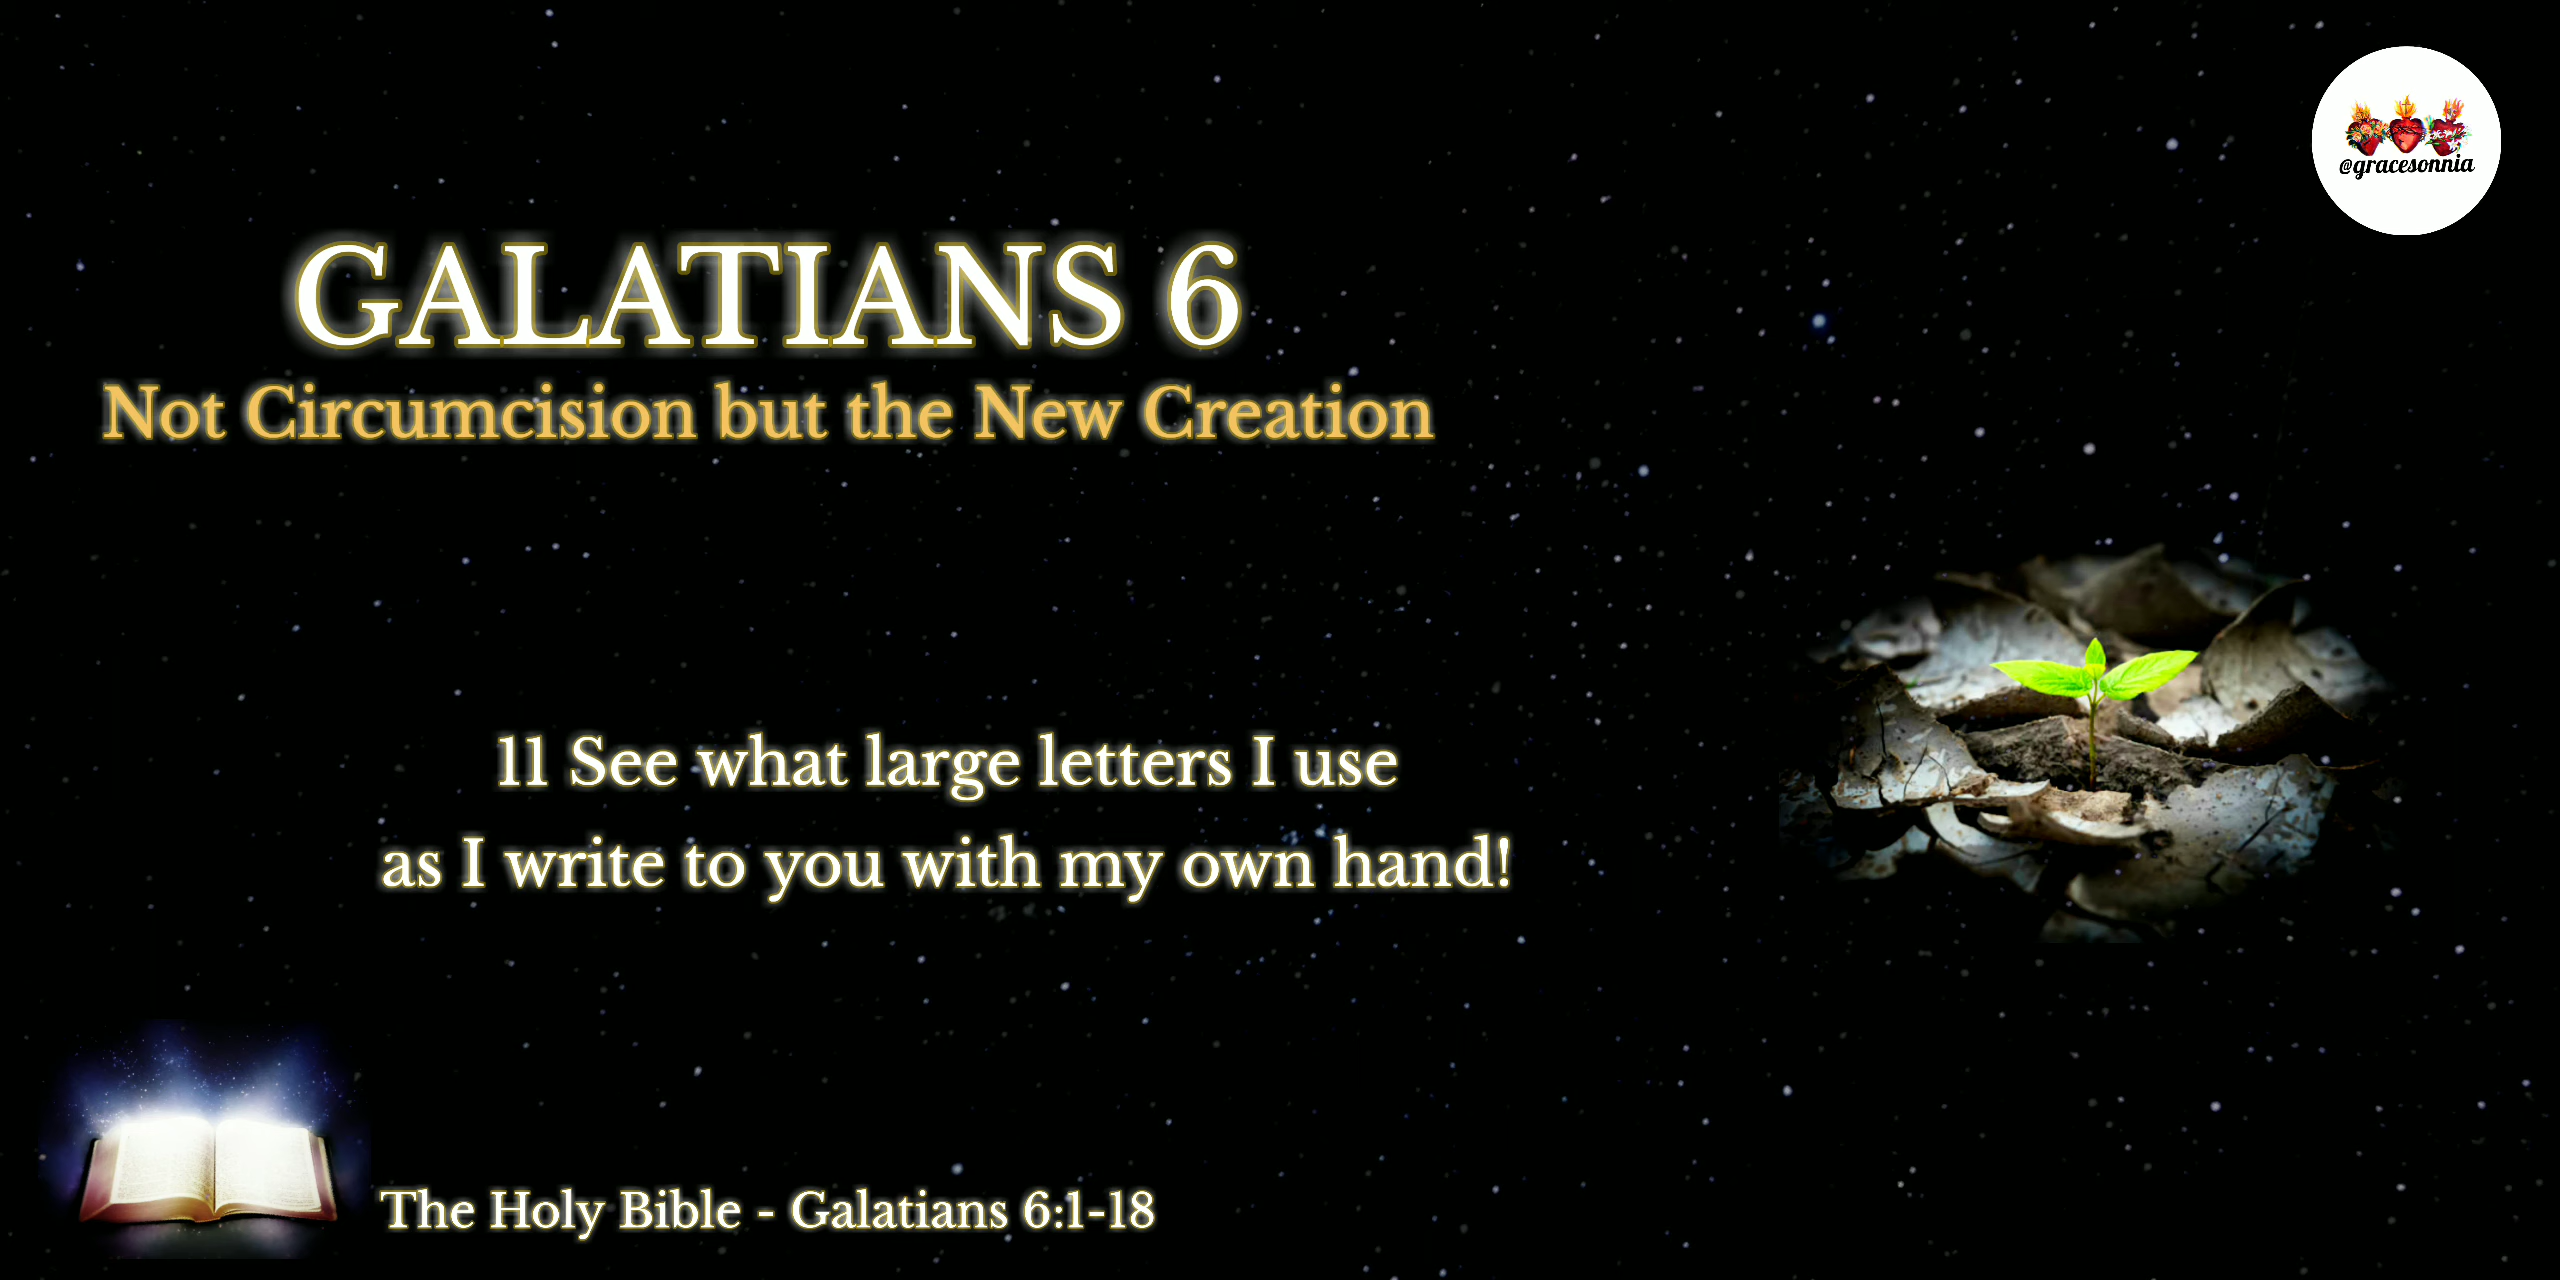 @gracesonnia
GALATIANS 6
Not Circumcision but the New Creation
11 See what large letters I use
as I write to you with my own hand!
The Holy Bible - Galatians 6:1-18